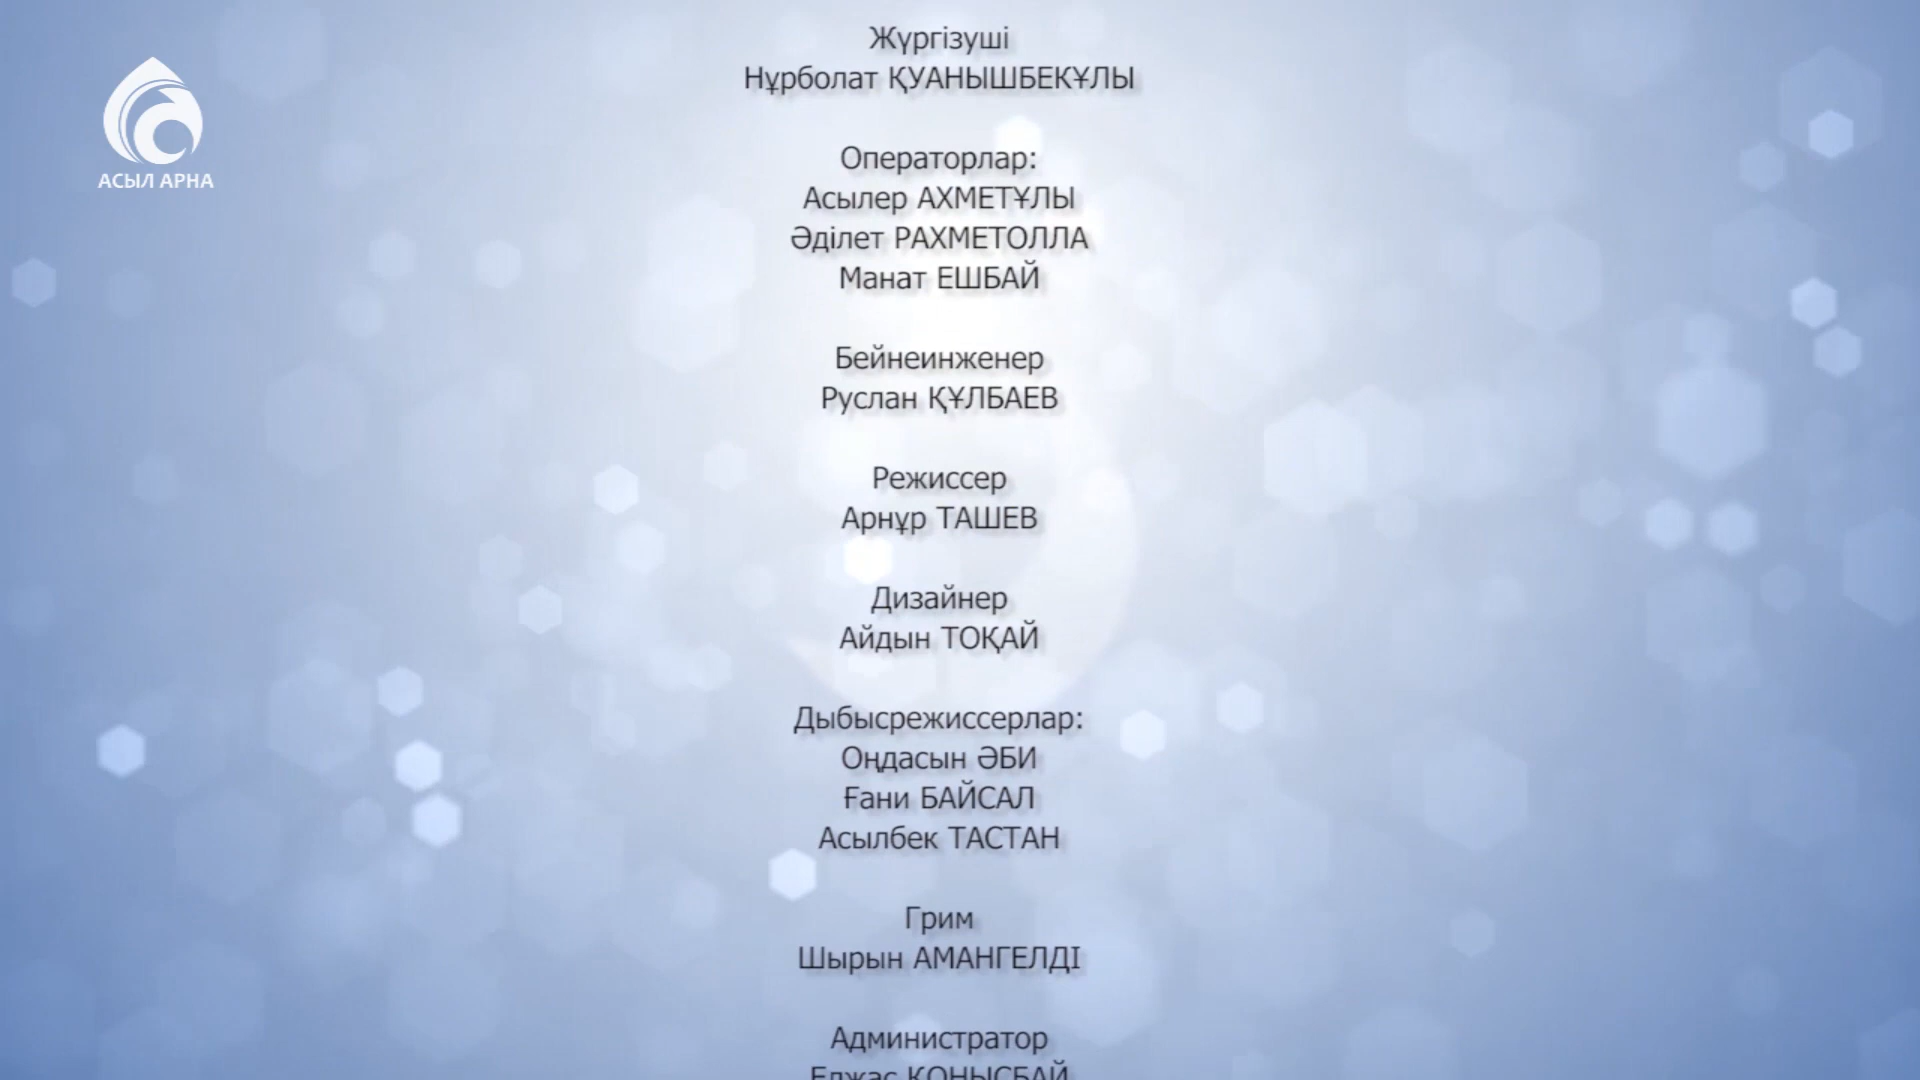 АСЫЛ АРНА
Жүргізуші
Нұрболат ҚУАНЫШБЕКҰЛЫ
Операторлар:
Асылер АХМЕТҰЛЫ
Әділет РАХМЕТОЛЛА
Манат ЕШБАЙ
Бейнеинженер
Руслан ҚҰЛБАЕВ
Режиссер
Арнұр ТАШЕВ
Дизайнер
Айдын ТОҚАЙ
Дыбысрежиссерлар:
Оңдасын ӘБИ
Ғани БАЙСАЛ
Асылбек ТАСТАН
Грим
Шырын АМАНГЕЛДІ
Администратор